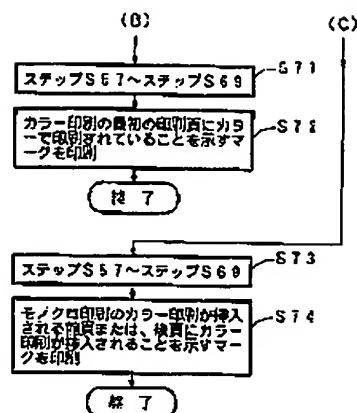 (B)
(C)
ステップS57~ステップS69
S71
カラー印刷の最初の印刷頁にカラ
ーで印刷されていることを示すマ
ークを印刷
S72
終了
ステップS57~ステップS69
S73
モノクロ印刷のカラー印刷が挿入
される前頁または、後頁にカラー
印刷が挿入されることを示すマー
クを印刷
S74
終了